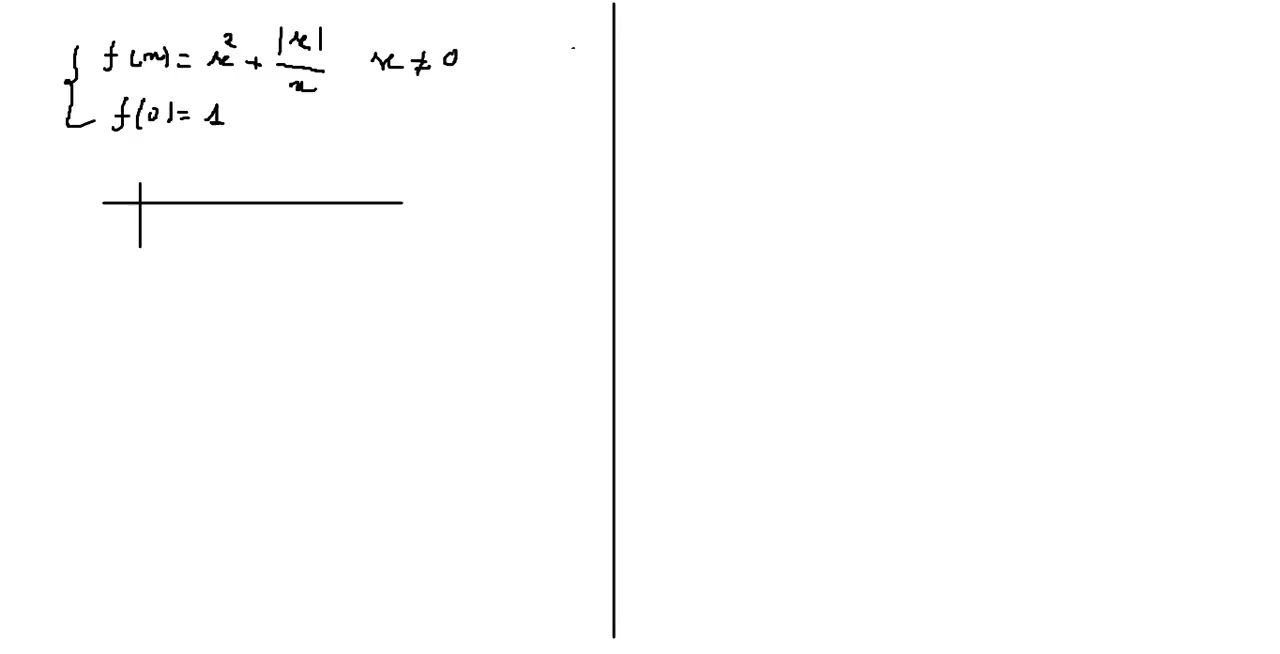 f(x) = x² + |x|/x x ≠ 0
f(0) = 1